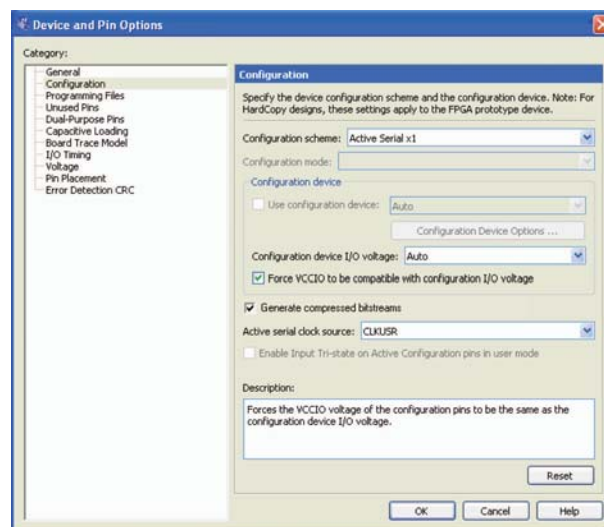 Device and Pin Options
Category:
General
Configuration
Programming Files
Unused Pins
Dual-Purpose Pins
Capacitive Loading
Board Trace Model
I/O Timing
Voltage
Pin Placement
Error Detection CRC
Configuration
Specify the device configuration scheme and the configuration device. Note: For
HardCopy designs, these settings apply to the FPGA prototype device.
Configuration scheme: Active Serial x1
Configuration mode:
Configuration device
Use configuration device: Auto
Configuration Device Options ...
Configuration device I/O voltage: Auto
Force VCCIO to be compatible with configuration I/O voltage
Generate compressed bitstreams
Active serial clock source: CLKUSR
Enable Input Tri-state on Active Configuration pins in user mode
Description:
Forces the VCCIO voltage of the configuration pins to be the same as the
configuration device I/O voltage.
Reset
OK Cancel Help